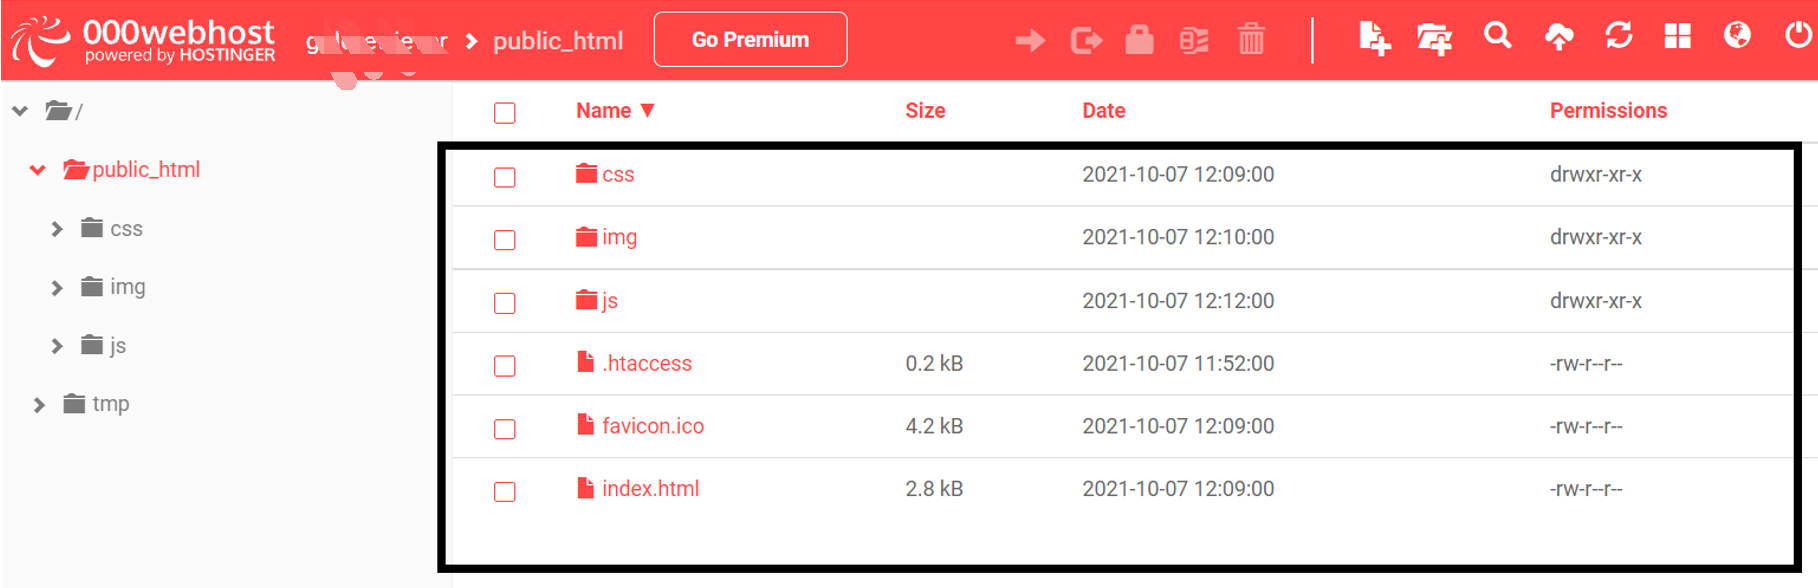 000webhost
powered by HOSTINGER
public_html
Go Premium
/
public_html
css
img
js
tmp
Name ▼ Size Date Permissions
css 2021-10-07 12:09:00 drwxr-xr-x
img 2021-10-07 12:10:00 drwxr-xr-x
js 2021-10-07 12:12:00 drwxr-xr-x
.htaccess 0.2 kB 2021-10-07 11:52:00 -rw-r--r--
favicon.ico 4.2 kB 2021-10-07 12:09:00 -rw-r--r--
index.html 2.8 kB 2021-10-07 12:09:00 -rw-r--r--